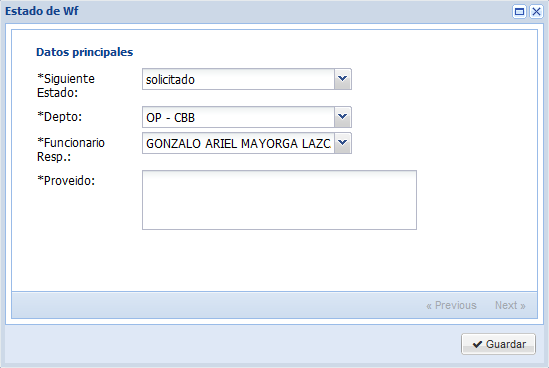 Estado de Wf
Datos principales
*Siguiente
Estado:
solicitado
*Depto:
OP - CBB
*Funcionario
Resp.:
GONZALO ARIEL MAYORGA LAZC
*Proveido:
« Previous
Next »
Guardar